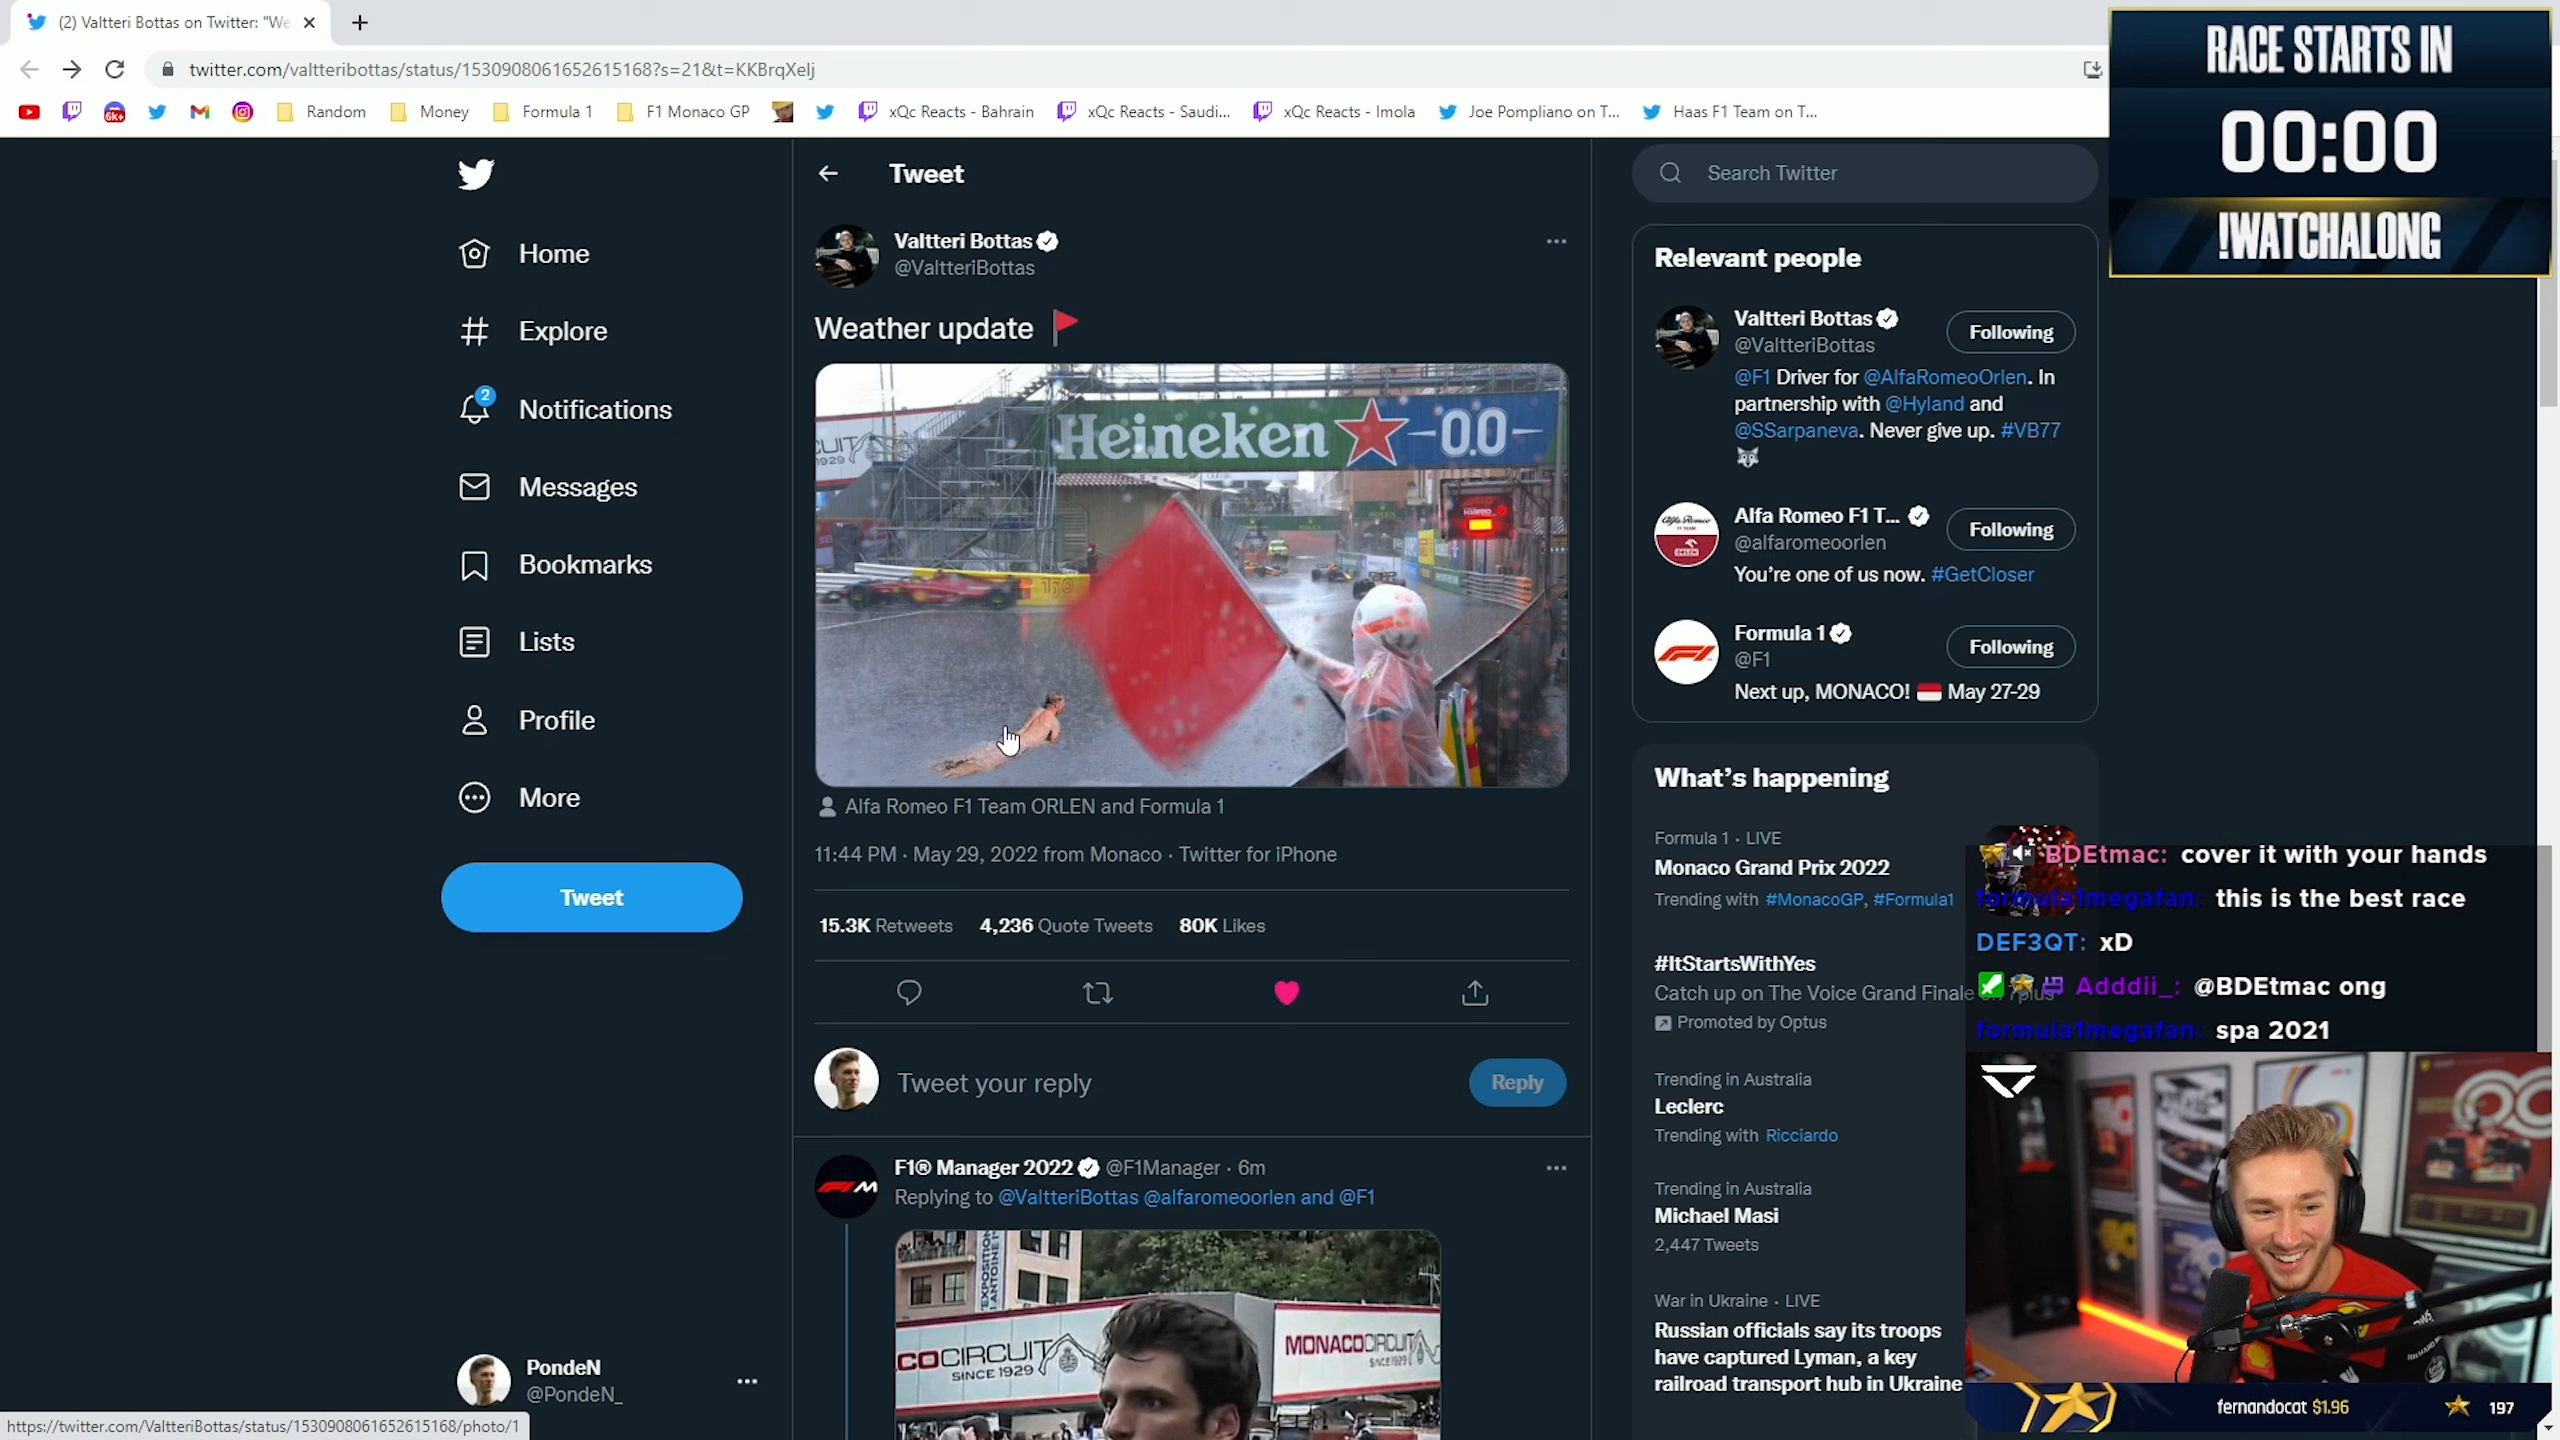 (2) Valtteri Bottas on Twitter: "We
twitter.com/valtteribottas/status/1530908061652615168?s=21&t=KKBrqXelj
Random
Money
Formula 1
F1 Monaco GP
xQc Reacts - Bahrain
xQc Reacts - Saudi...
xQc Reacts - Imola
Joe Pompliano on T...
Haas F1 Team on T...
RACE STARTS IN
00:00
!WATCHALONG
Home
Explore
2
Notifications
Messages
Bookmarks
Lists
Profile
More
Tweet
PondeN
@PondeN_
https://twitter.com/ValtteriBottas/status/1530908061652615168/photo/1
Tweet
Valtteri Bottas
@ValtteriBottas
Weather update
Heineken 0.0
CUIT
1929
150
Alfa Romeo F1 Team ORLEN and Formula 1
11:44 PM · May 29, 2022 from Monaco · Twitter for iPhone
15.3K Retweets 4,236 Quote Tweets 80K Likes
Tweet your reply
Reply
F1® Manager 2022 @F1Manager · 6m
Replying to @ValtteriBottas @alfaromeoorlen and @F1
COCIRCUIT
SINCE 1929
MONACOCIRCUIT
SINCE 1929
Search Twitter
Relevant people
Valtteri Bottas
@ValtteriBottas
Following
@F1 Driver for @AlfaRomeoOrlen. In
partnership with @Hyland and
@SSarpaneva. Never give up. #VB77
Alfa Romeo F1 T...
@alfaromeoorlen
Following
You're one of us now. #GetCloser
Formula 1
@F1
Following
Next up, MONACO! May 27-29
What's happening
Formula 1 · LIVE
Monaco Grand Prix 2022
Trending with #MonacoGP, #Formula1
#ItStartsWithYes
Catch up on The Voice Grand Finale on 7plus
Promoted by Optus
Trending in Australia
Leclerc
Trending with Ricciardo
Trending in Australia
Michael Masi
2,447 Tweets
War in Ukraine · LIVE
Russian officials say its troops
have captured Lyman, a key
railroad transport hub in Ukraine
BDEtmac: cover it with your hands
formula1megafan: this is the best race
DEF3QT: xD
Adddii_: @BDEtmac ong
formula1megafan: spa 2021
fernandocat $1.96
197